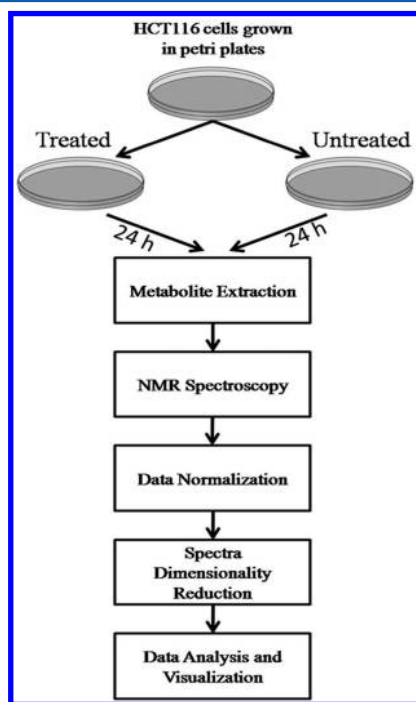 HCT116 cells grown
in petri plates
Treated
Untreated
24 h
24 h
Metabolite Extraction
NMR Spectroscopy
Data Normalization
Spectra
Dimensionality
Reduction
Data Analysis and
Visualization